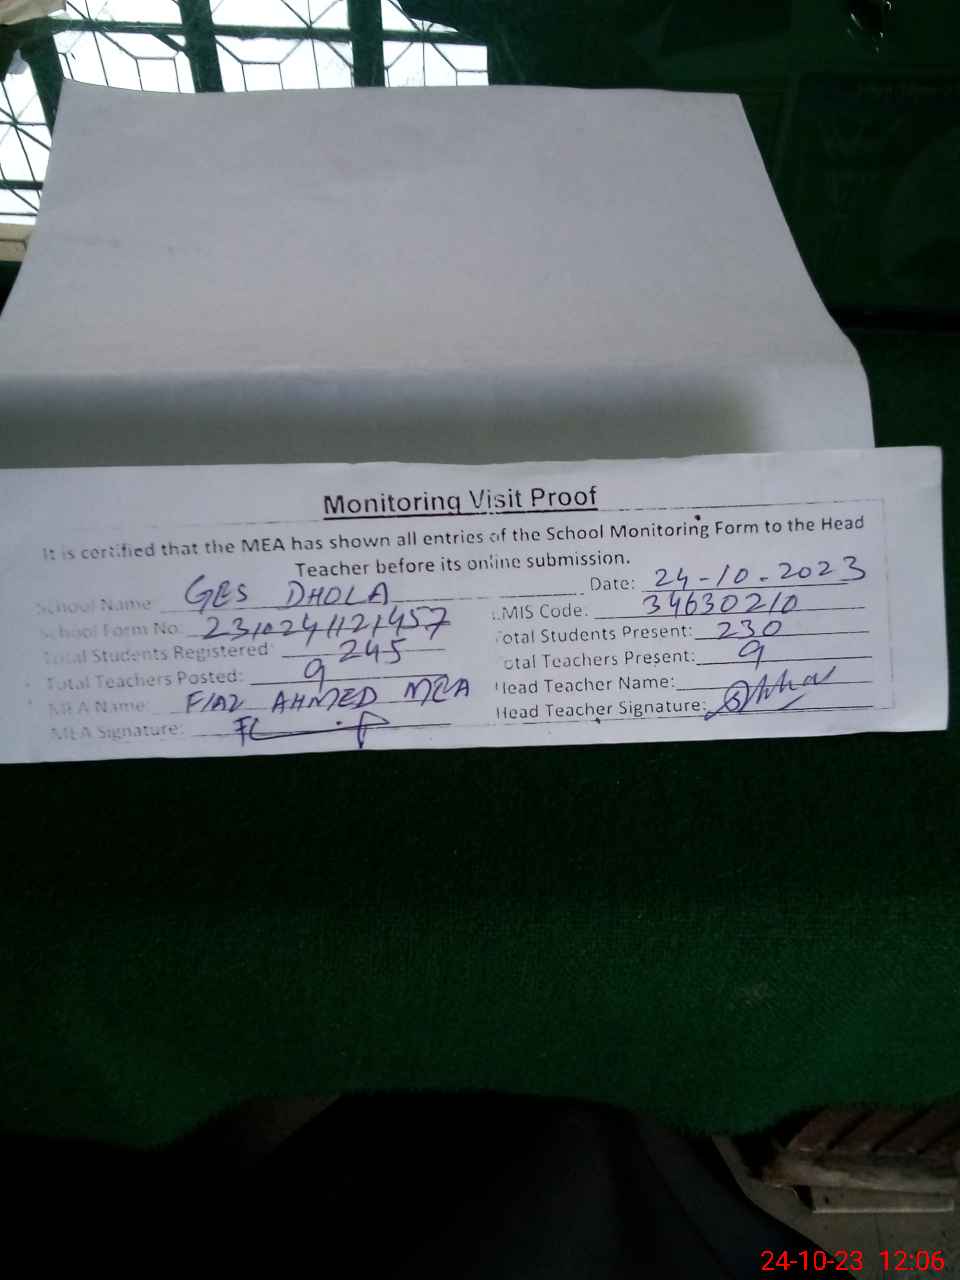 Monitoring Visit Proof
It is certified that the MEA has shown all entries of the School Monitoring Form to the Head
Teacher before its online submission.
School Name GES DHOLA Date: 24-10-2023
School Form No: 2310241121457 EMIS Code: 34630210
Total Students Registered: 245 Total Students Present: 230
Total Teachers Posted: 9 Total Teachers Present: 9
MEA Name: FIAZ AHMED MEA Head Teacher Name:
MEA Signature: Head Teacher Signature:
24-10-23 12:06